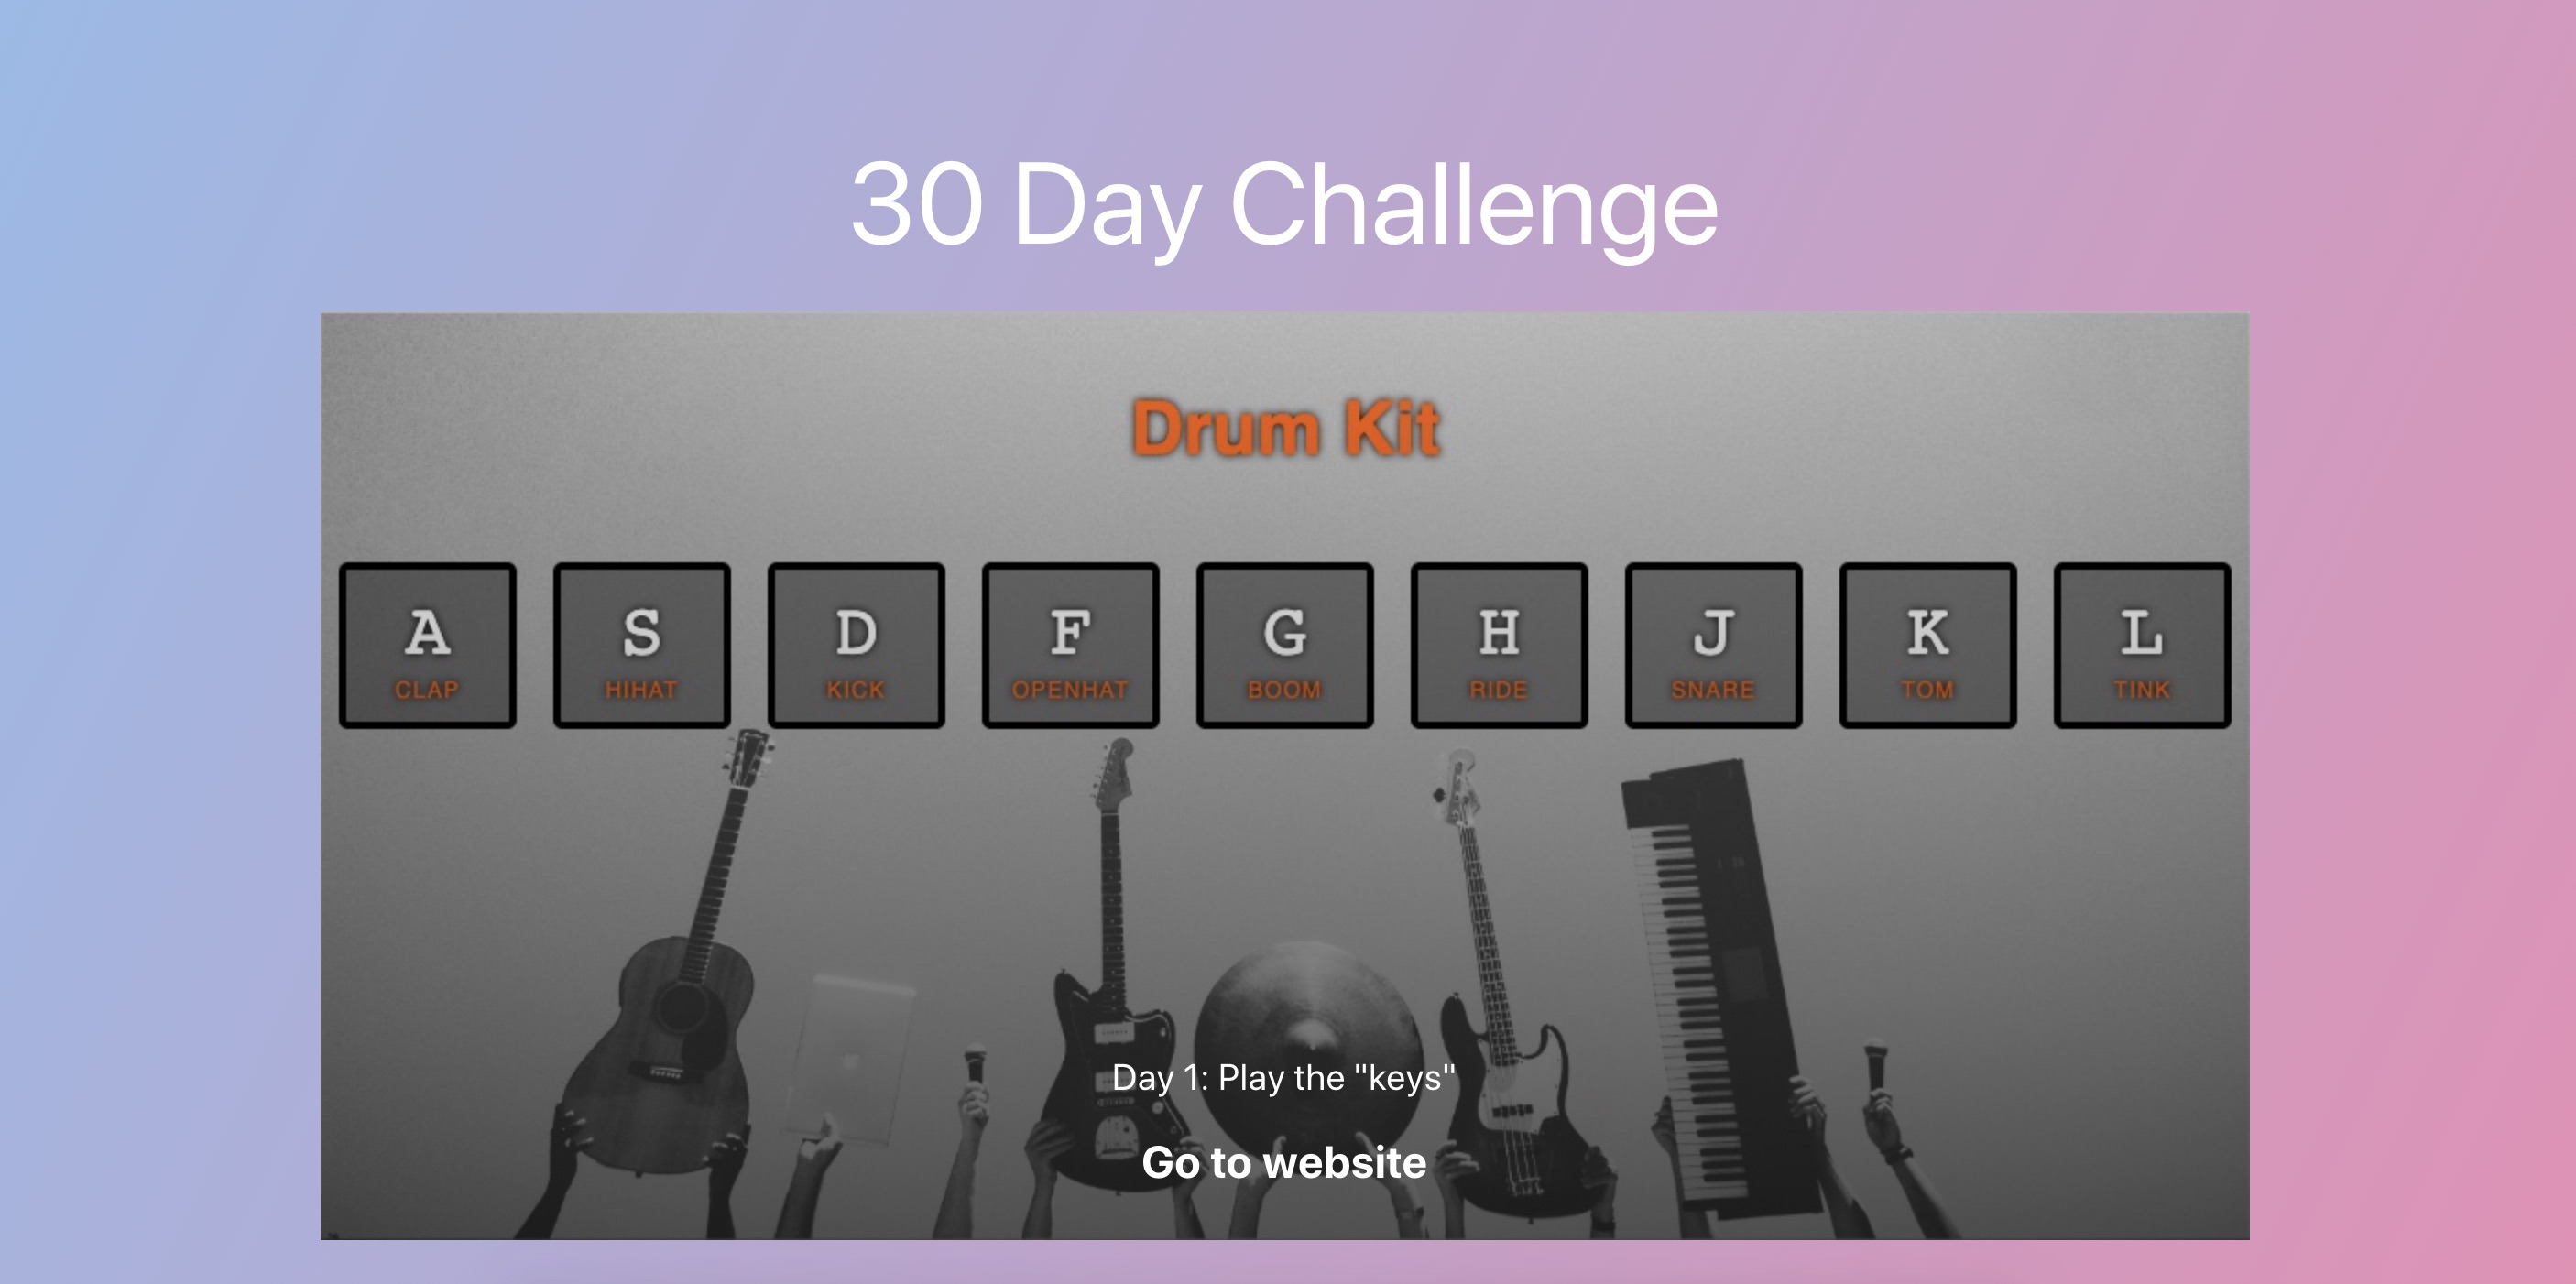 30 Day Challenge
Drum Kit
A S D F G H J K L
CLAP HIHAT KICK OPENHAT BOOM RIDE SNARE TOM TINK
Day 1: Play the "keys"
Go to website